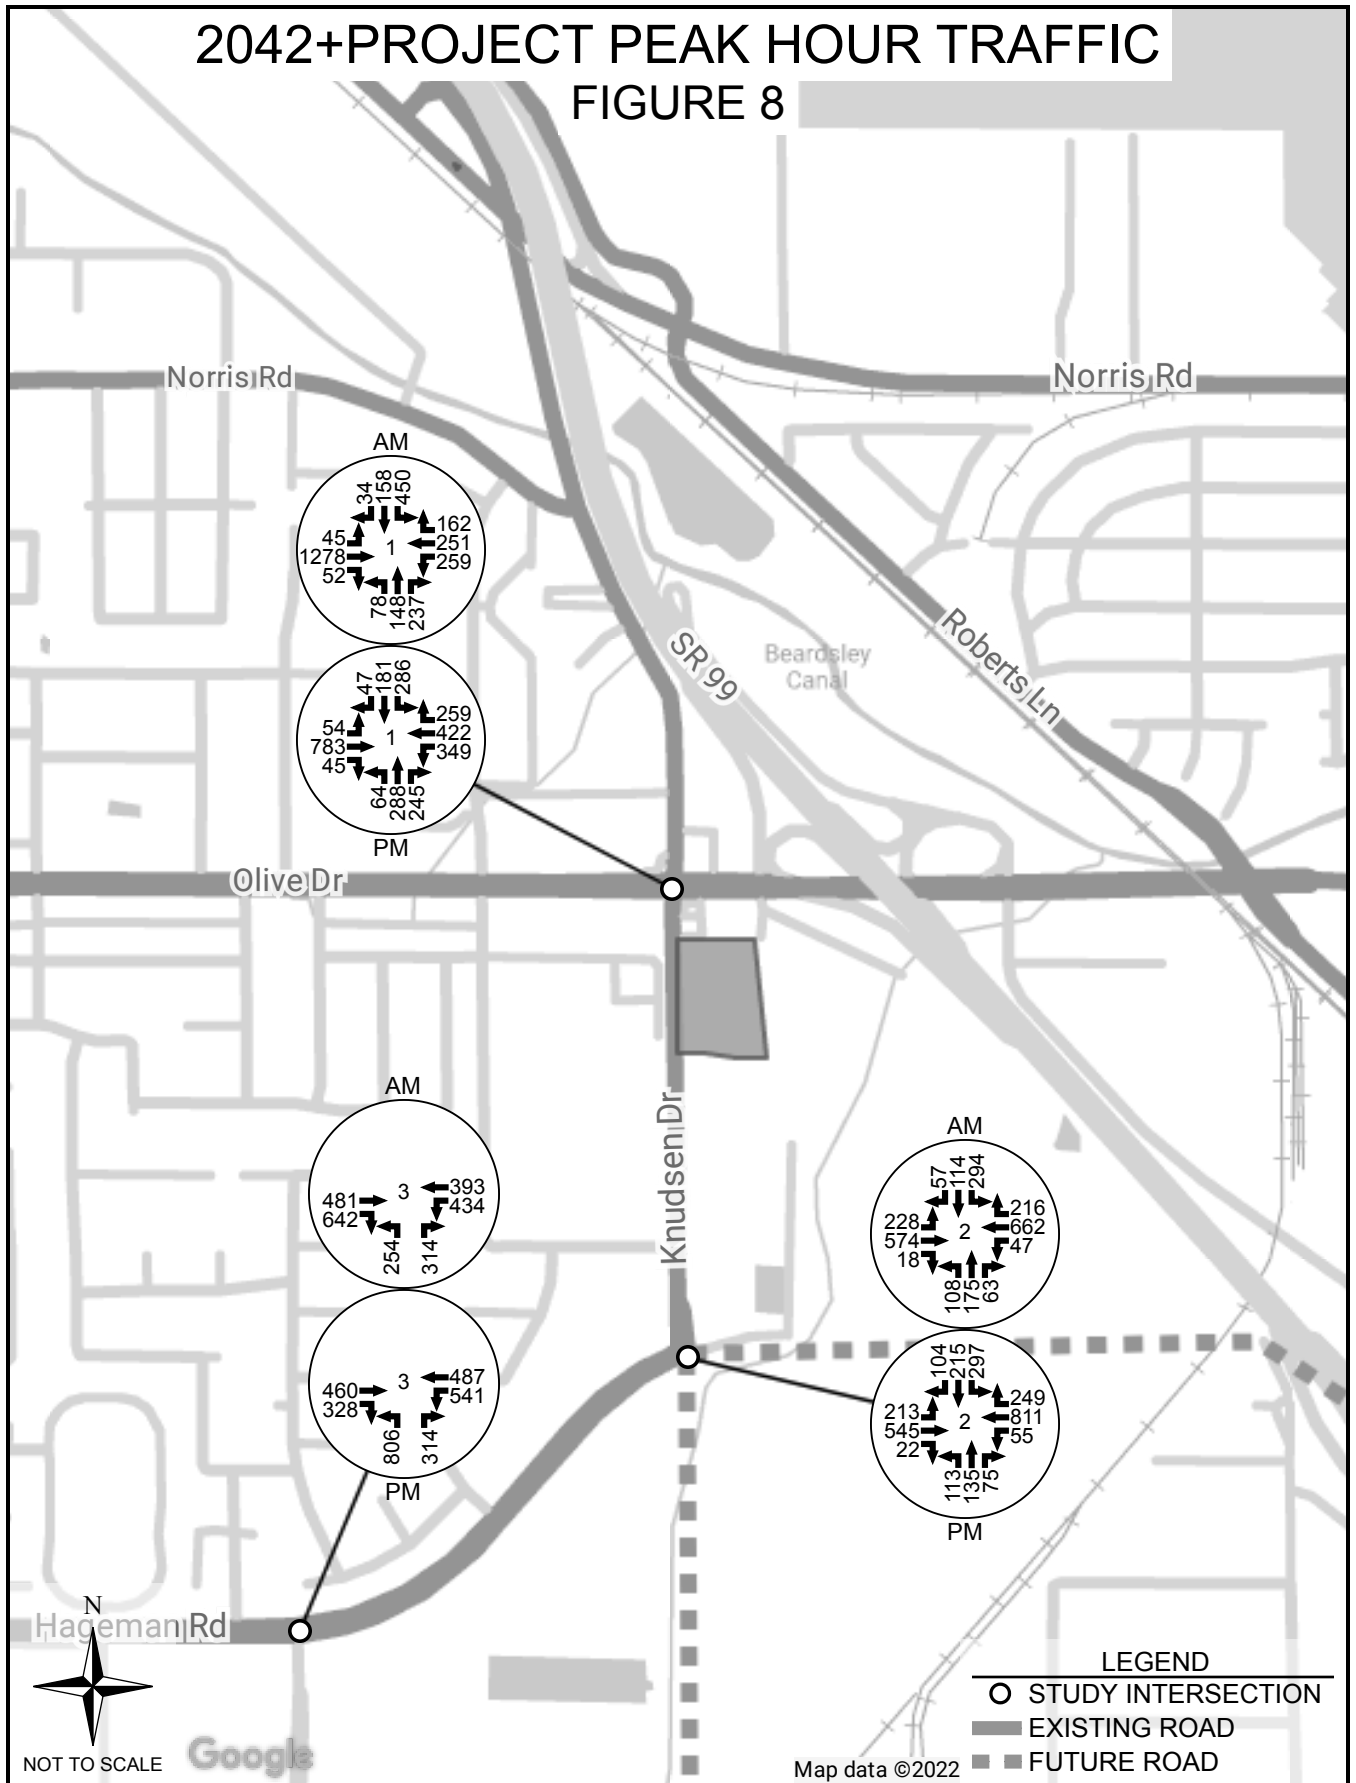 2042+PROJECT PEAK HOUR TRAFFIC
FIGURE 8
Norris Rd
Norris Rd
AM
34
158
450
45
1278
52
1
162
251
259
78
148
237
47
181
286
54
783
45
1
259
422
349
64
288
245
PM
SR 99
Beardsley
Canal
Roberts Ln
Olive Dr
Knudsen Dr
AM
481
642
3
393
434
254
314
460
328
3
487
541
806
314
PM
AM
57
114
294
228
574
18
2
216
662
47
108
175
63
104
215
297
213
545
22
2
249
811
55
113
135
75
PM
Hageman Rd
N
NOT TO SCALE
Google
Map data ©2022
LEGEND
STUDY INTERSECTION
EXISTING ROAD
FUTURE ROAD